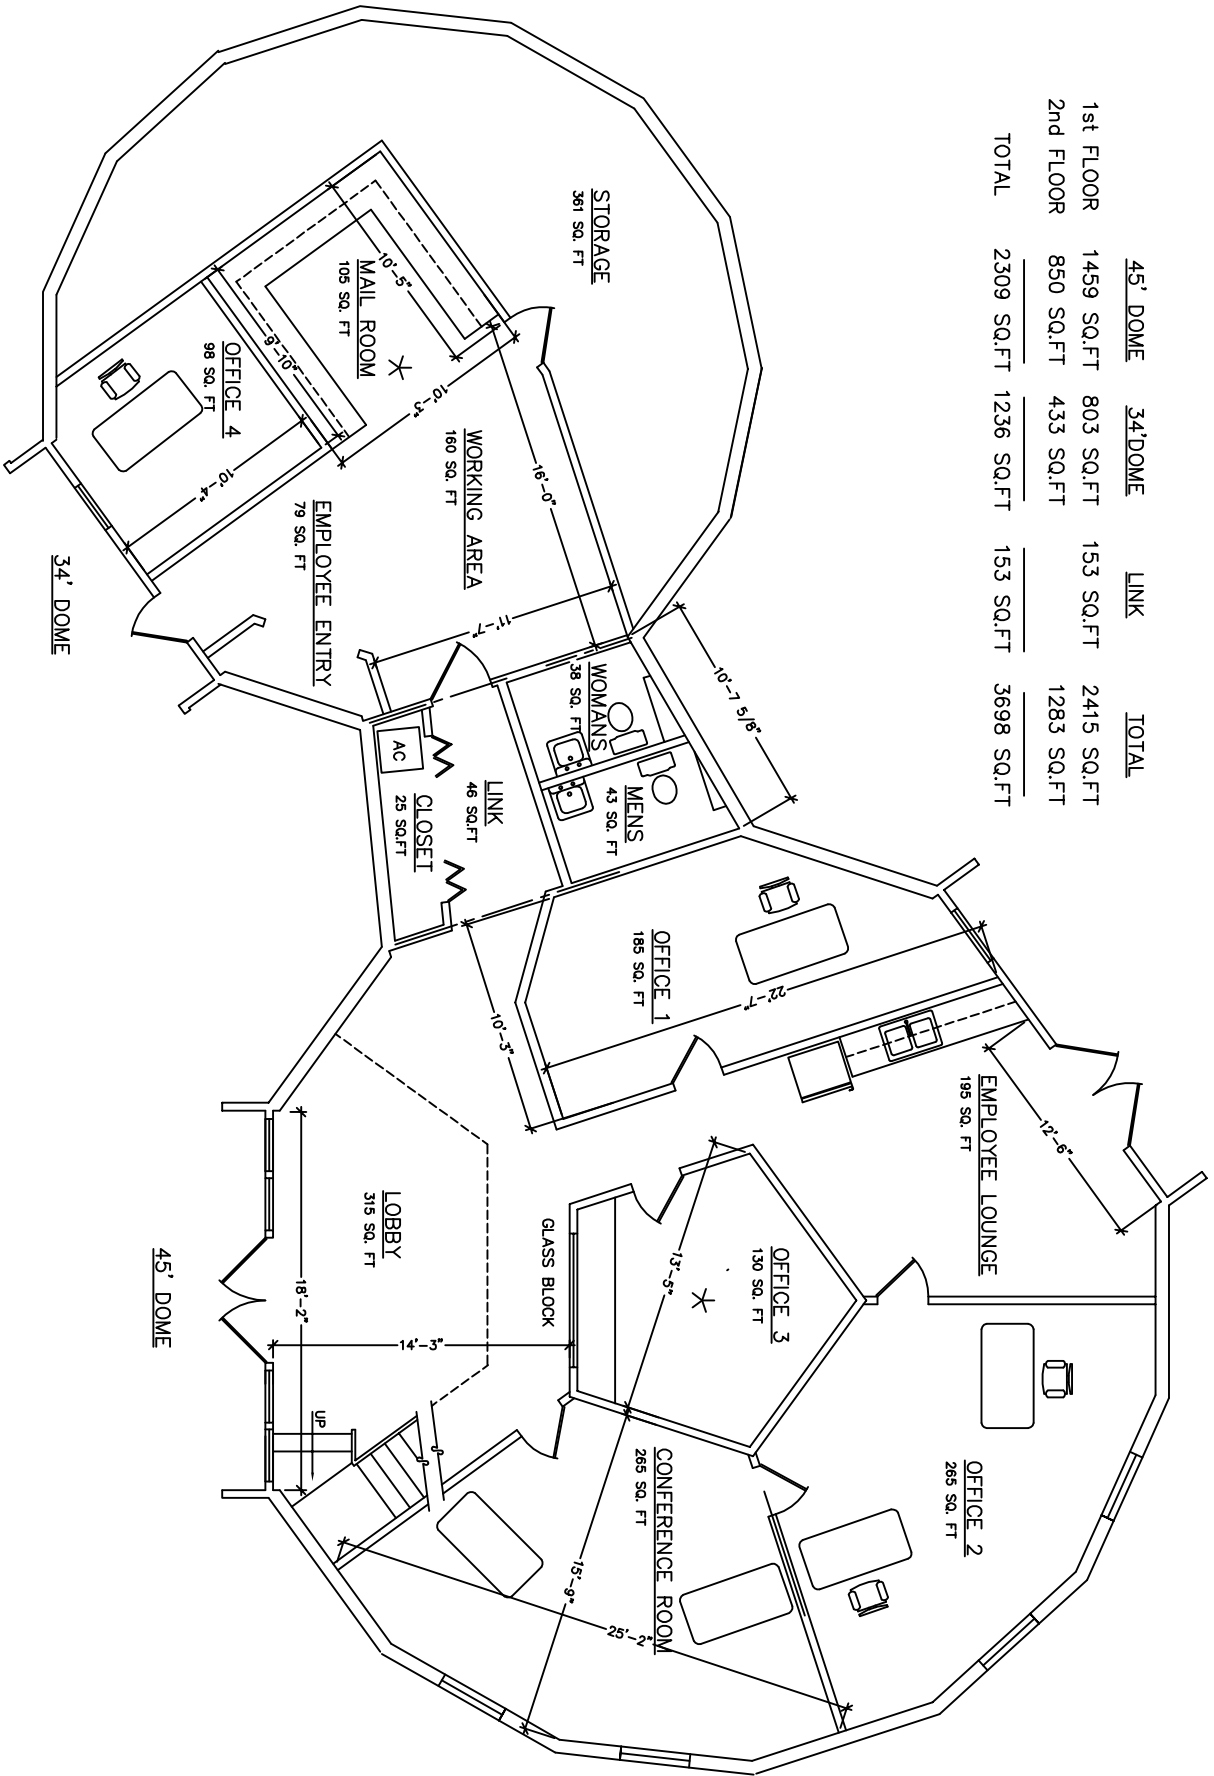 45' DOME 34'DOME LINK TOTAL
1st FLOOR 1459 SQ.FT 803 SQ.FT 153 SQ.FT 2415 SQ.FT
2nd FLOOR 850 SQ.FT 433 SQ.FT 1283 SQ.FT
TOTAL 2309 SQ.FT 1236 SQ.FT 153 SQ.FT 3698 SQ.FT
STORAGE
361 SQ. FT
MAIL ROOM
105 SQ. FT
10'-5"
9'-10"
10'-3"
OFFICE 4
98 SQ. FT
10'-4"
WORKING AREA
160 SQ. FT
16'-0"
EMPLOYEE ENTRY
79 SQ. FT
11'-7"
34' DOME
WOMANS
38 SQ. FT
MENS
43 SQ. FT
10'-7 5/8"
LINK
46 SQ.FT
CLOSET
25 SQ.FT
AC
OFFICE 1
185 SQ. FT
22'-7"
10'-3"
EMPLOYEE LOUNGE
195 SQ. FT
12'-6"
OFFICE 3
130 SQ. FT
13'-5"
GLASS BLOCK
LOBBY
315 SQ. FT
18'-2"
14'-3"
UP
45' DOME
OFFICE 2
265 SQ. FT
CONFERENCE ROOM
265 SQ. FT
15'-9"
25'-2"